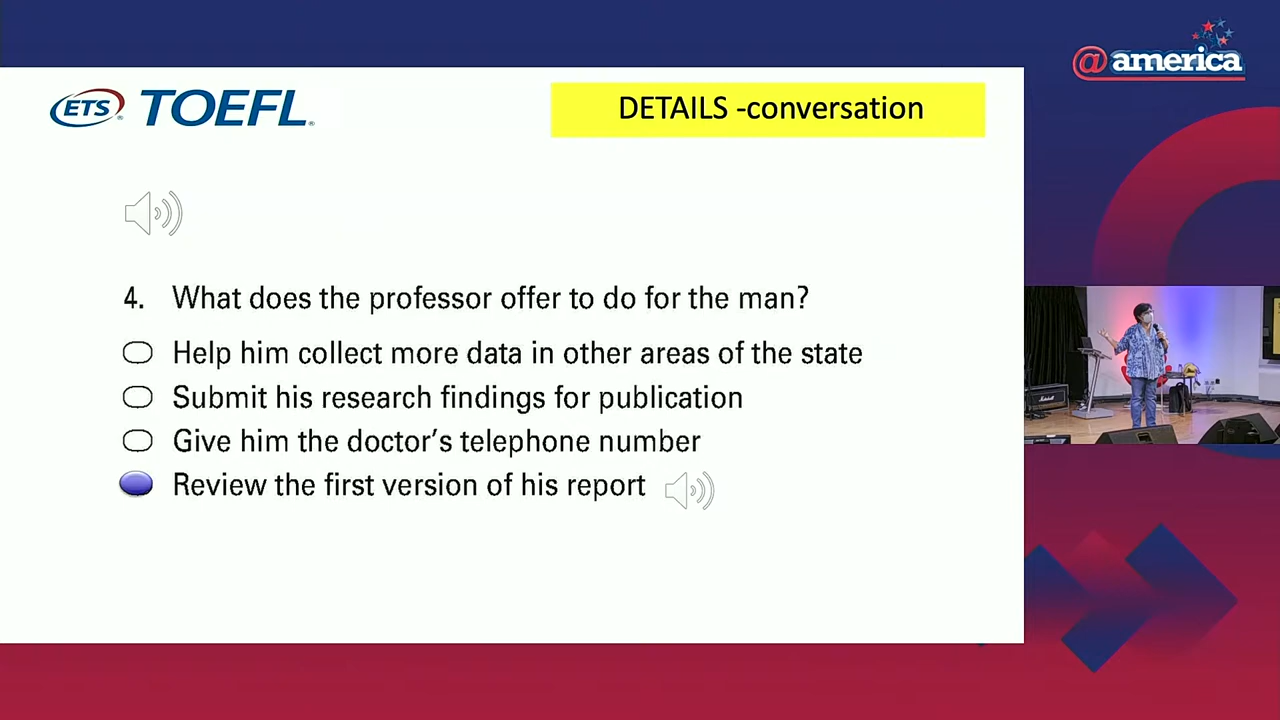 @america
ETS® TOEFL®
DETAILS -conversation
4. What does the professor offer to do for the man?
Help him collect more data in other areas of the state
Submit his research findings for publication
Give him the doctor's telephone number
Review the first version of his report
Marshall